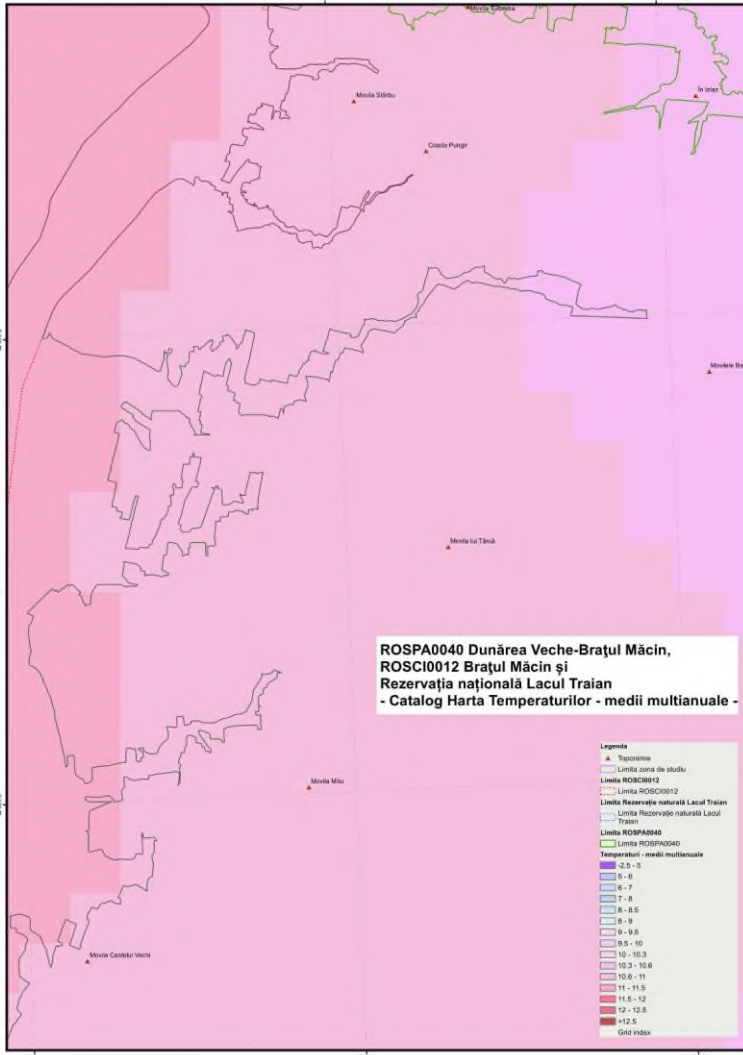 Movila Stârbu
În Izlaz
Coasta Pungir
Movilele
Movila lui Tănă
ROSPA0040 Dunărea Veche-Braţul Măcin,
ROSCI0012 Braţul Măcin şi
Rezervaţia naţională Lacul Traian
- Catalog Harta Temperaturilor - medii multianuale -
Movila Mitu
Movila Castelul Vechi
Legenda
Toponimie
Limita zona de studiu
Limita ROSCI0012
Limita ROSCI0012
Limita Rezervaţie naturală Lacul Traian
Limita Rezervaţie naturală Lacul
Traian
Limita ROSPA0040
Limita ROSPA0040
Temperaturi - medii multianuale
-2.5 - 5
5 - 6
6 - 7
7 - 8
8 - 8.5
8 - 9
9 - 9.5
9.5 - 10
10 - 10.3
10.3 - 10.6
10.6 - 11
11 - 11.5
11.5 - 12
12 - 12.5
>12.5
Grid index